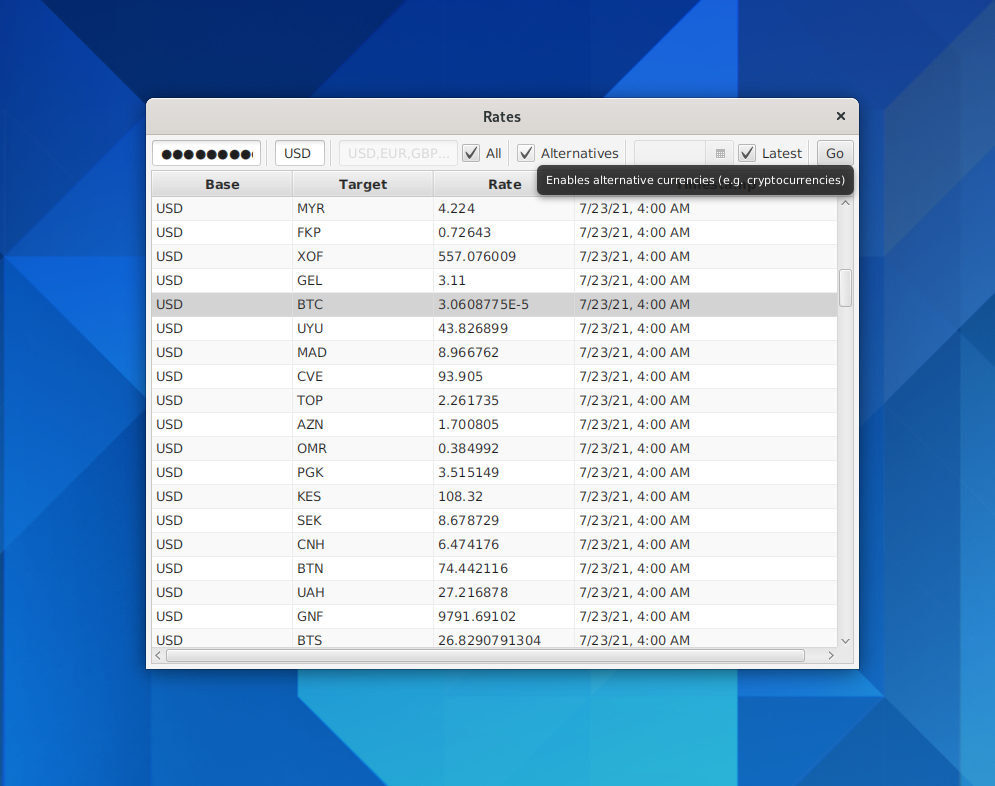 Rates
●●●●●●●● USD USD,EUR,GBP... All Alternatives Latest Go
Enables alternative currencies (e.g. cryptocurrencies)
Base Target Rate Timestamp
USD MYR 4.224 7/23/21, 4:00 AM
USD FKP 0.72643 7/23/21, 4:00 AM
USD XOF 557.076009 7/23/21, 4:00 AM
USD GEL 3.11 7/23/21, 4:00 AM
USD BTC 3.0608775E-5 7/23/21, 4:00 AM
USD UYU 43.826899 7/23/21, 4:00 AM
USD MAD 8.966762 7/23/21, 4:00 AM
USD CVE 93.905 7/23/21, 4:00 AM
USD TOP 2.261735 7/23/21, 4:00 AM
USD AZN 1.700805 7/23/21, 4:00 AM
USD OMR 0.384992 7/23/21, 4:00 AM
USD PGK 3.515149 7/23/21, 4:00 AM
USD KES 108.32 7/23/21, 4:00 AM
USD SEK 8.678729 7/23/21, 4:00 AM
USD CNH 6.474176 7/23/21, 4:00 AM
USD BTN 74.442116 7/23/21, 4:00 AM
USD UAH 27.216878 7/23/21, 4:00 AM
USD GNF 9791.69102 7/23/21, 4:00 AM
USD BTS 26.8290791304 7/23/21, 4:00 AM